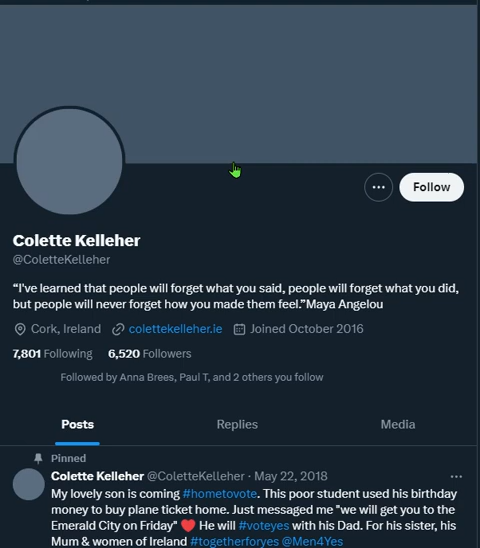 Follow
Colette Kelleher
@ColetteKelleher
“I've learned that people will forget what you said, people will forget what you did,
but people will never forget how you made them feel.”Maya Angelou
Cork, Ireland colettekelleher.ie Joined October 2016
7,801 Following 6,520 Followers
Followed by Anna Brees, Paul T, and 2 others you follow
Posts Replies Media
Pinned
Colette Kelleher @ColetteKelleher · May 22, 2018
My lovely son is coming #hometovote. This poor student used his birthday
money to buy plane ticket home. Just messaged me "we will get you to the
Emerald City on Friday" ❤️ He will #voteyes with his Dad. For his sister, his
Mum & women of Ireland #togetherforyes @Men4Yes